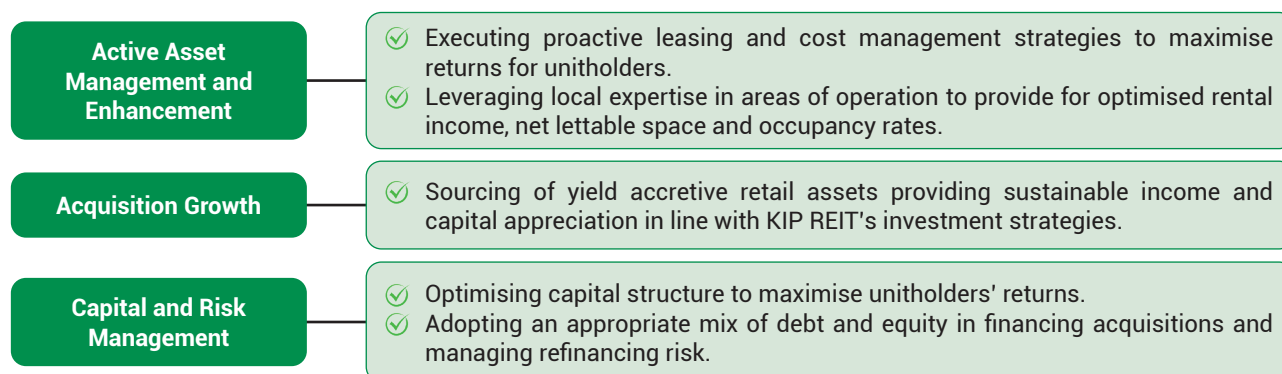 Active Asset
Management and
Enhancement
Executing proactive leasing and cost management strategies to maximise
returns for unitholders.
Leveraging local expertise in areas of operation to provide for optimised rental
income, net lettable space and occupancy rates.
Acquisition Growth
Sourcing of yield accretive retail assets providing sustainable income and
capital appreciation in line with KIP REIT's investment strategies.
Capital and Risk
Management
Optimising capital structure to maximise unitholders' returns.
Adopting an appropriate mix of debt and equity in financing acquisitions and
managing refinancing risk.